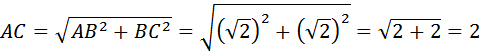 AC = √(AB² + BC²) = √((√2)² + (√2)²) = √(2 + 2) = 2